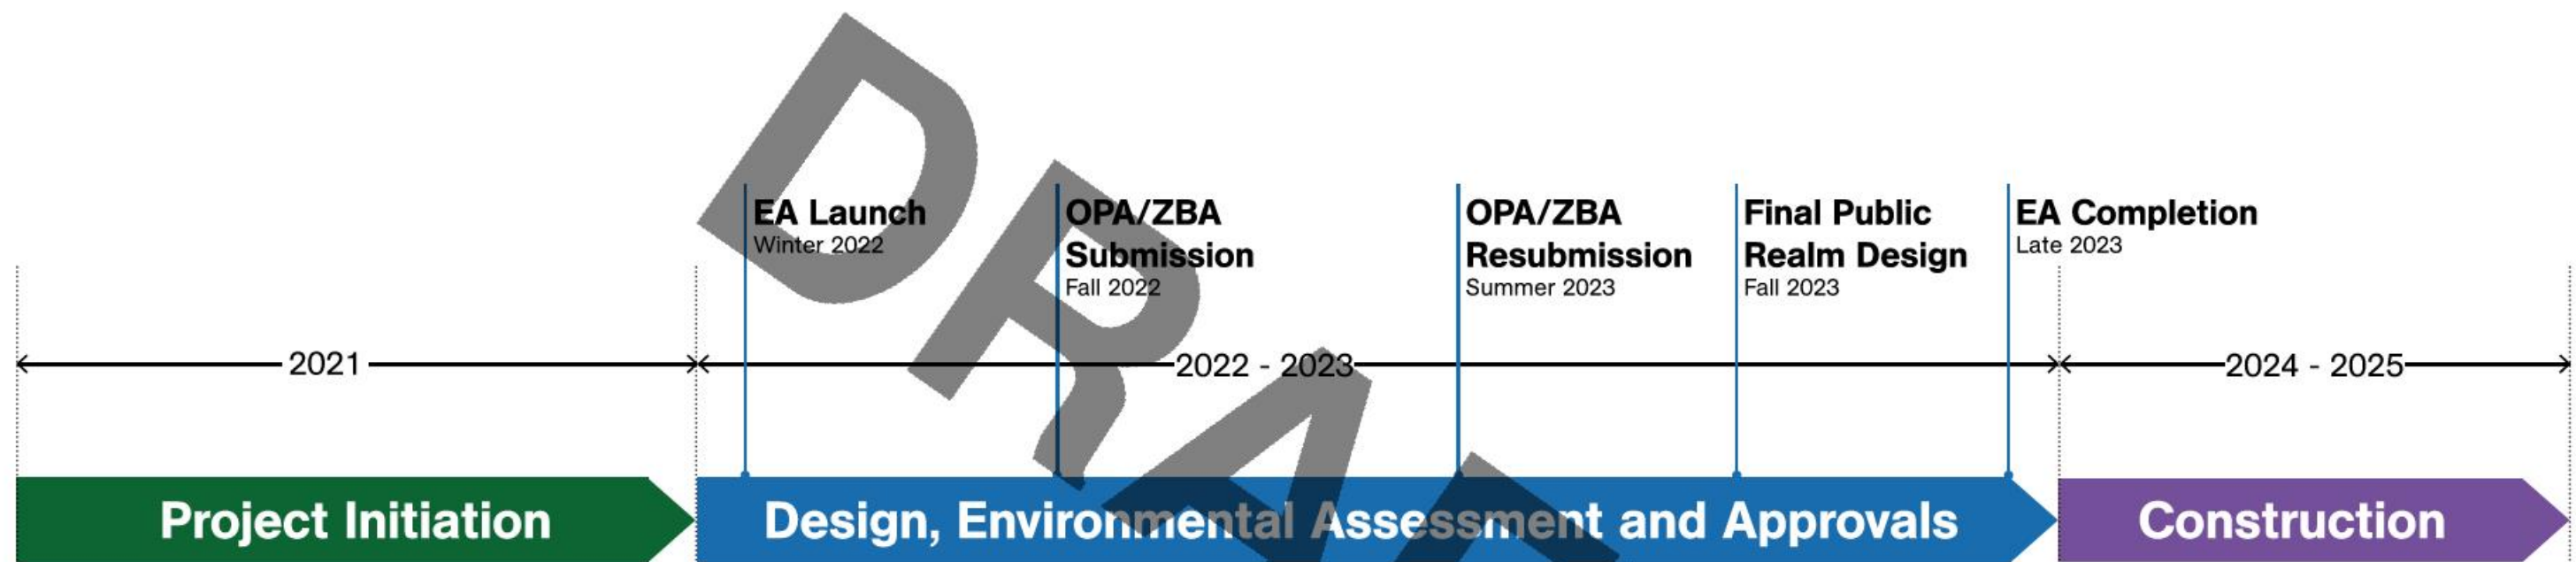 EA Launch
Winter 2022
OPA/ZBA
Submission
Fall 2022
OPA/ZBA
Resubmission
Summer 2023
Final Public
Realm Design
Fall 2023
EA Completion
Late 2023
2021
2022 - 2023
2024 - 2025
Project Initiation
Design, Environmental Assessment and Approvals
Construction
DRAF